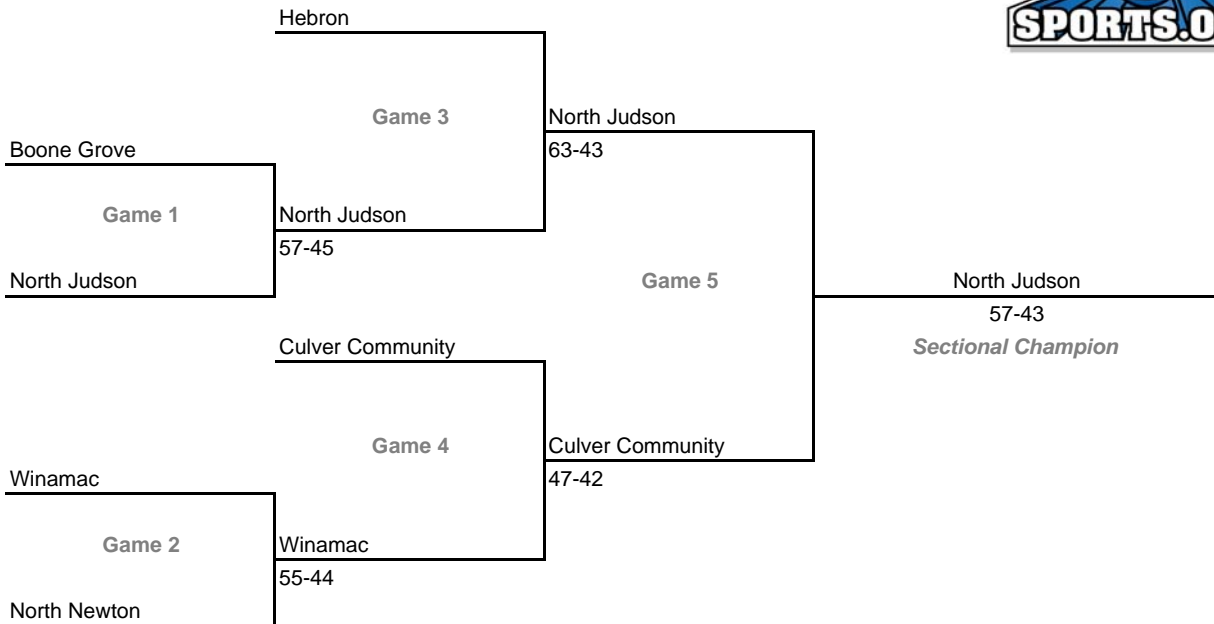 Hebron
SPORTS.O
Game 3
North Judson
Boone Grove
63-43
Game 1
North Judson
57-45
North Judson
Game 5
North Judson
57-43
Culver Community
Sectional Champion
Game 4
Culver Community
Winamac
47-42
Game 2
Winamac
55-44
North Newton